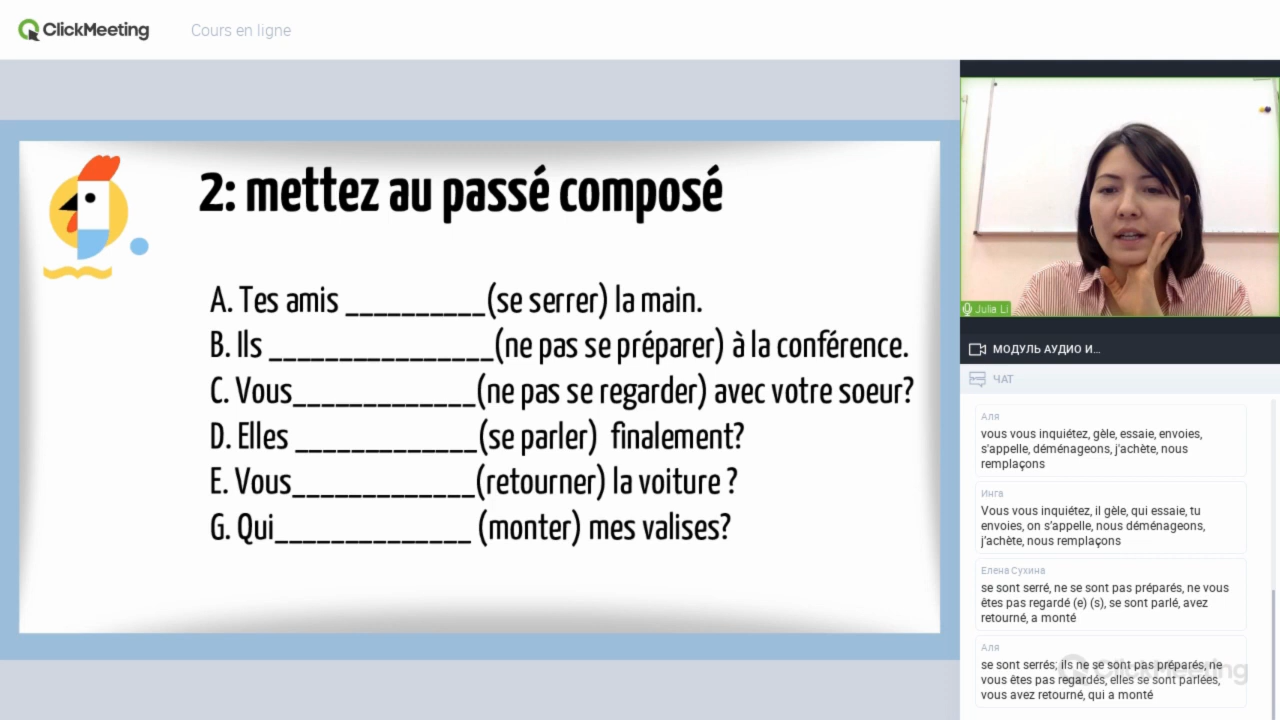 ClickMeeting
Cours en ligne
2: mettez au passé composé
A. Tes amis __________(se serrer) la main.
B. Ils ________________(ne pas se préparer) à la conférence.
C. Vous_____________(ne pas se regarder) avec votre soeur?
D. Elles _____________(se parler) finalement?
E. Vous_____________(retourner) la voiture ?
G. Qui______________ (monter) mes valises?
Julia Li
МОДУЛЬ АУДИО И...
ЧАТ
Аля
vous vous inquiétez, gèle, essaie, envoies,
s'appelle, déménageons, j'achète, nous
remplaçons
Инга
Vous vous inquiétez, il gèle, qui essaie, tu
envoies, on s’appelle, nous déménageons,
j’achète, nous remplaçons
Елена Сухина
se sont serré, ne se sont pas préparés, ne vous
êtes pas regardé (e) (s), se sont parlé, avez
retourné, a monté
Аля
se sont serrés; ils ne se sont pas préparés, ne
vous êtes pas regardés, elles se sont parlées,
vous avez retourné, qui a monté
ClickMeeting